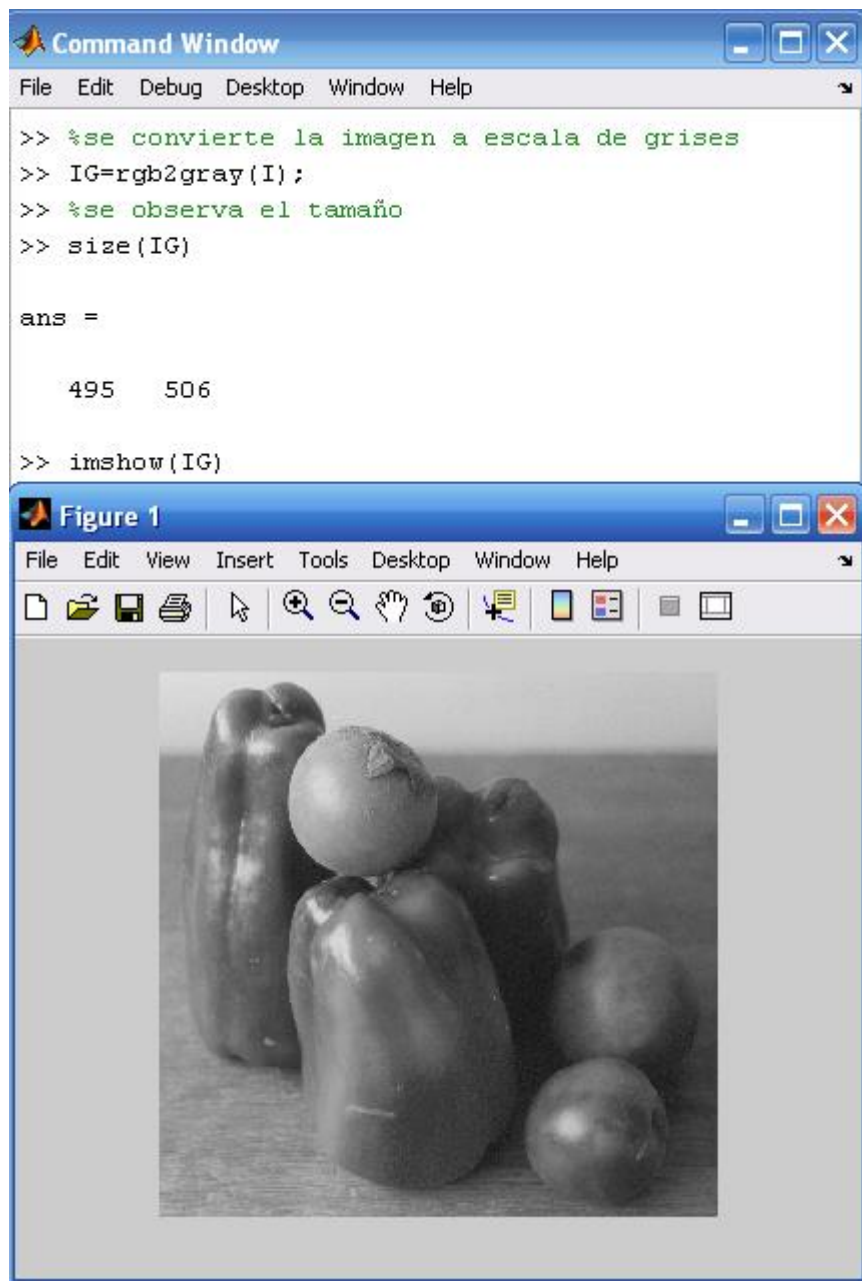 Command Window
File Edit Debug Desktop Window Help
>> %se convierte la imagen a escala de grises
>> IG=rgb2gray(I);
>> %se observa el tamaño
>> size(IG)
ans =
495 506
>> imshow(IG)
Figure 1
File Edit View Insert Tools Desktop Window Help